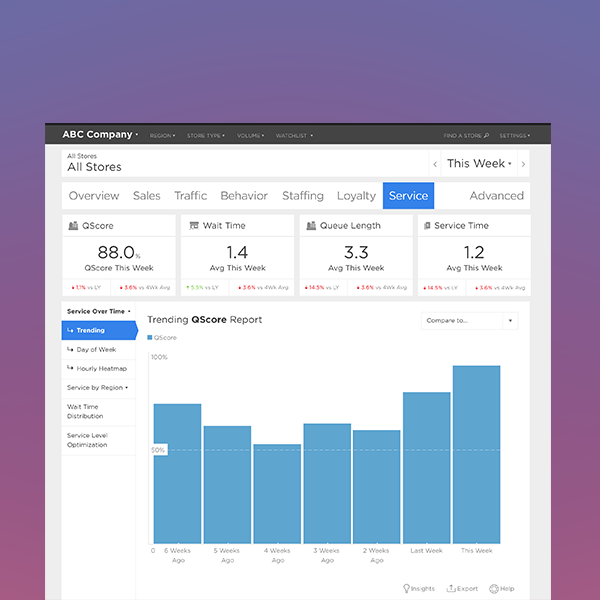 ABC Company REGION STORE TYPE VOLUME WATCHLIST FIND A STORE SETTINGS
All Stores
All Stores
This Week
Overview Sales Traffic Behavior Staffing Loyalty Service Advanced
QScore Wait Time Queue Length Service Time
88.0% 1.4 3.3 1.2
QScore This Week Avg This Week Avg This Week Avg This Week
1.1% vs LY 3.6% vs 4Wk Avg 5.5% vs LY 3.6% vs 4Wk Avg 14.5% vs LY 3.6% vs 4Wk Avg 14.5% vs LY 3.6% vs 4Wk Avg
Service Over Time
Trending
Day of Week
Hourly Heatmap
Service by Region
Wait Time
Distribution
Service Level
Optimization
Trending QScore Report
Compare to...
QScore
100%
50%
0 6 Weeks 5 Weeks 4 Weeks 3 Weeks 2 Weeks Last Week This Week
Ago Ago Ago Ago Ago
Insights Export Help